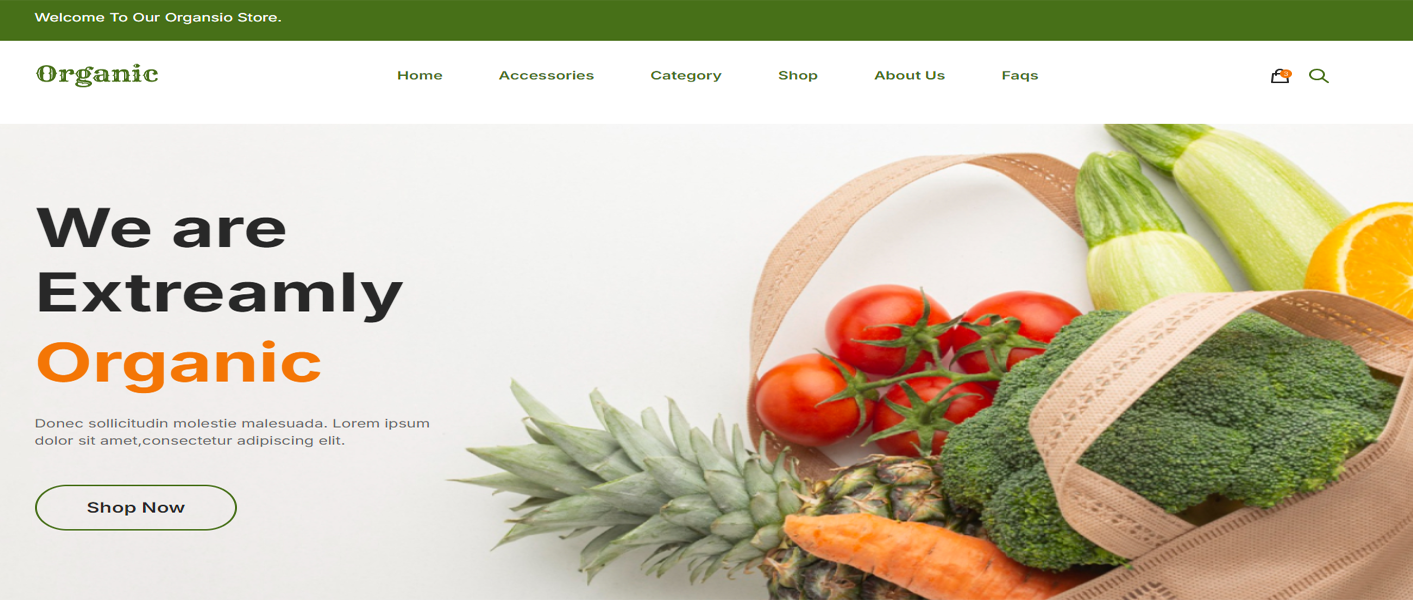 Welcome To Our Organsio Store.
Organic
Home
Accessories
Category
Shop
About Us
Faqs
We are
Extreamly
Organic
Donec sollicitudin molestie malesuada. Lorem ipsum
dolor sit amet,consectetur adipiscing elit.
Shop Now